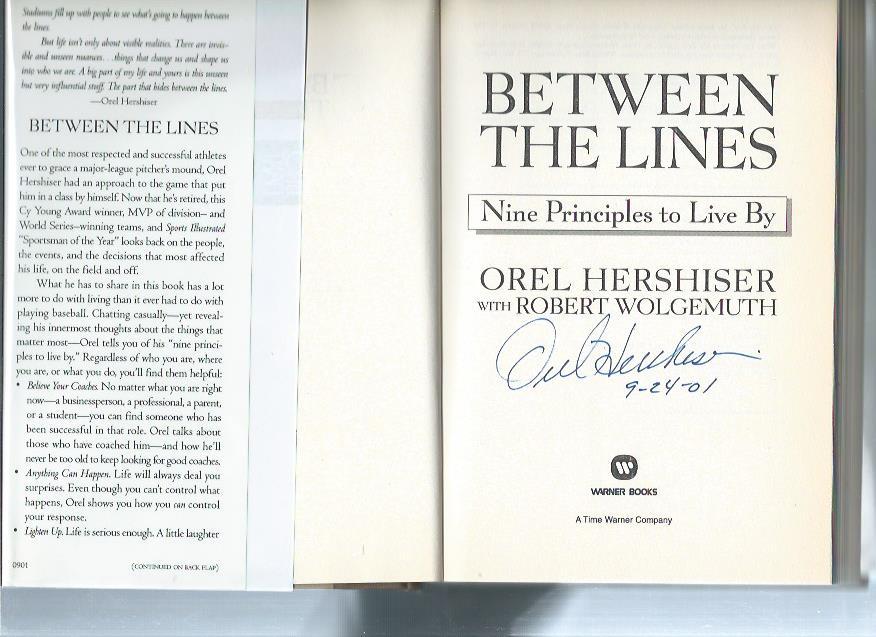 Stadiums fill up with people to see what's going to happen between
the lines.
But life isn't only about visible realities. There are invis-
ible and unseen nuances. . .things that change us and shape us
into who we are. A big part of my life and yours is this unseen
but very influential stuff. The part that hides between the lines.
—Orel Hershiser
BETWEEN THE LINES
One of the most respected and successful athletes
ever to grace a major-league pitcher's mound, Orel
Hershiser had an approach to the game that put
him in a class by himself. Now that he's retired, this
Cy Young Award winner, MVP of division– and
World Series–winning teams, and Sports Illustrated
"Sportsman of the Year" looks back on the people,
the events, and the decisions that most affected
his life, on the field and off.
What he has to share in this book has a lot
more to do with living than it ever had to do with
playing baseball. Chatting casually—yet reveal-
ing his innermost thoughts about the things that
matter most—Orel tells you of his "nine princi-
ples to live by." Regardless of who you are, where
you are, or what you do, you'll find them helpful:
• Believe Your Coaches. No matter what you are right
now—a businessperson, a professional, a parent,
or a student—you can find someone who has
been successful in that role. Orel talks about
those who have coached him—and how he'll
never be too old to keep looking for good coaches.
• Anything Can Happen. Life will always deal you
surprises. Even though you can't control what
happens, Orel shows you how you can control
your response.
• Lighten Up. Life is serious enough. A little laughter
0901
(CONTINUED ON BACK FLAP)
BETWEEN
THE LINES
Nine Principles to Live By
OREL HERSHISER
WITH ROBERT WOLGEMUTH
Orel Hershiser
9-24-01
WARNER BOOKS
A Time Warner Company